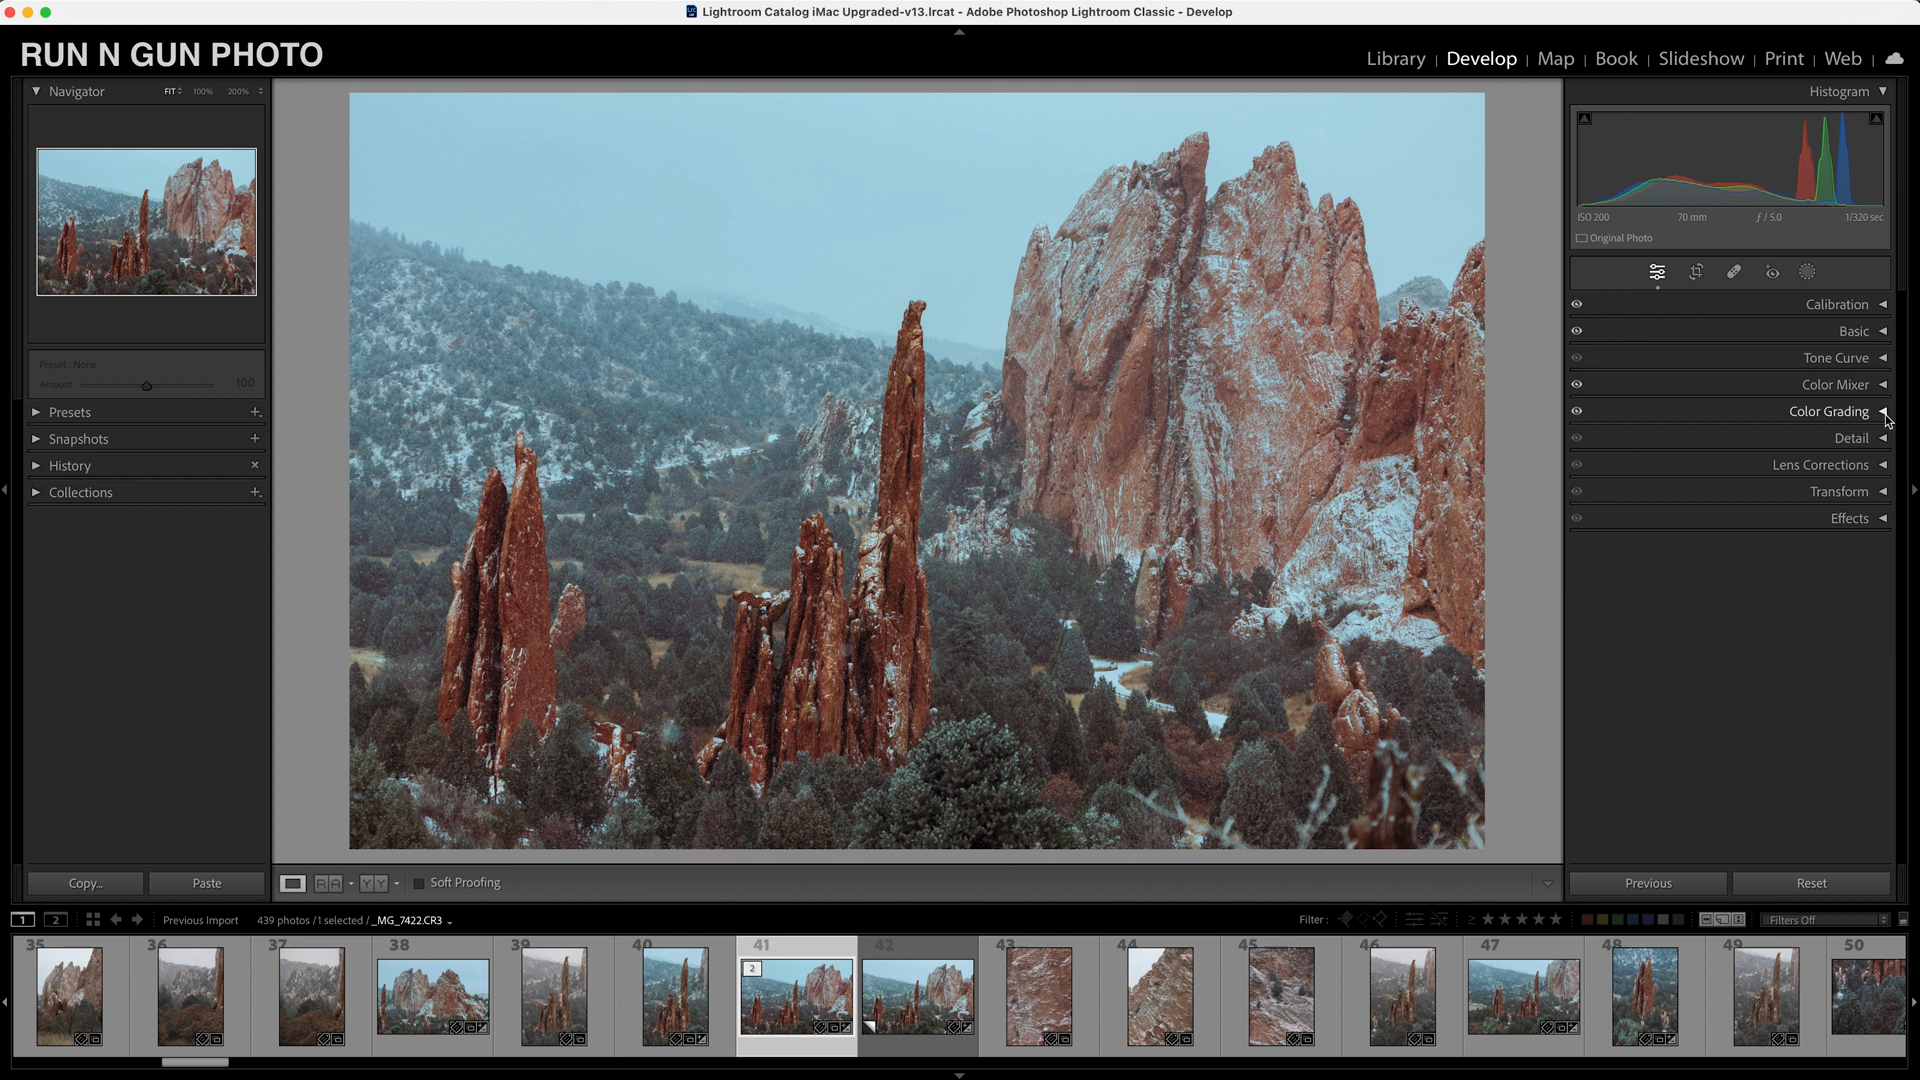 Lightroom Catalog iMac Upgraded-v13.lrcat - Adobe Photoshop Lightroom Classic - Develop
RUN N GUN PHOTO
Library | Develop | Map | Book | Slideshow | Print | Web |
Navigator FIT 100% 200%
Histogram
ISO 200 70 mm ƒ / 5.0 1/320 sec
Original Photo
Preset : None
Amount 100
Presets
Snapshots
History
Collections
Calibration
Basic
Tone Curve
Color Mixer
Color Grading
Detail
Lens Corrections
Transform
Effects
Copy... Paste
R A Y Y Soft Proofing
Previous Reset
1 2 Previous Import 439 photos / 1 selected / _MG_7422.CR3 Filter : ≥ Filters Off
35 36 37 38 39 40 41 42 43 44 45 46 47 48 49 50
2